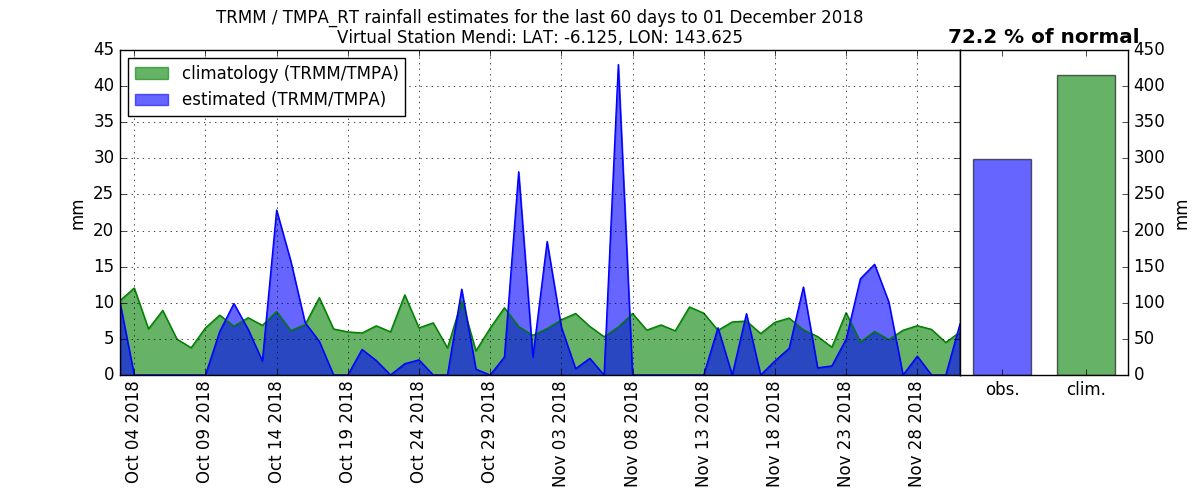 TRMM / TMPA_RT rainfall estimates for the last 60 days to 01 December 2018
Virtual Station Mendi: LAT: -6.125, LON: 143.625
72.2 % of normal
climatology (TRMM/TMPA)
estimated (TRMM/TMPA)
45
40
35
30
25
20
15
10
5
0
mm
Oct 04 2018
Oct 09 2018
Oct 14 2018
Oct 19 2018
Oct 24 2018
Oct 29 2018
Nov 03 2018
Nov 08 2018
Nov 13 2018
Nov 18 2018
Nov 23 2018
Nov 28 2018
obs.
clim.
450
400
350
300
250
200
150
100
50
0
mm